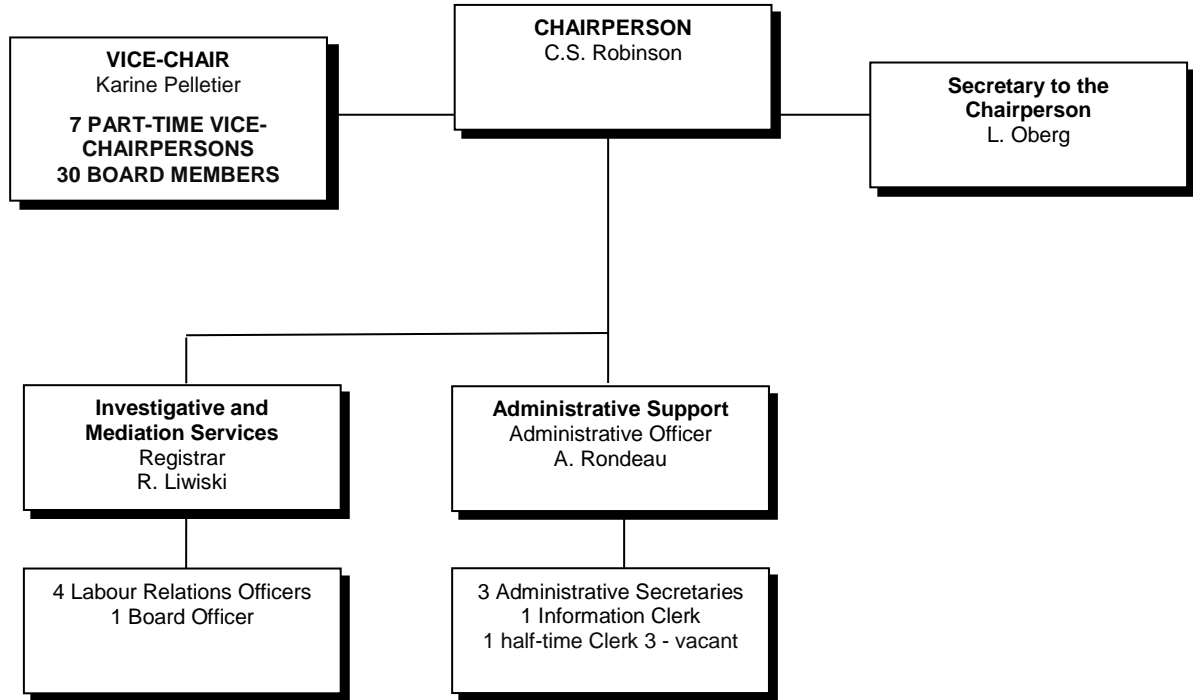 CHAIRPERSON
C.S. Robinson
VICE-CHAIR
Karine Pelletier
7 PART-TIME VICE-
CHAIRPERSONS
30 BOARD MEMBERS
Secretary to the
Chairperson
L. Oberg
Investigative and
Mediation Services
Registrar
R. Liwiski
Administrative Support
Administrative Officer
A. Rondeau
4 Labour Relations Officers
1 Board Officer
3 Administrative Secretaries
1 Information Clerk
1 half-time Clerk 3 - vacant